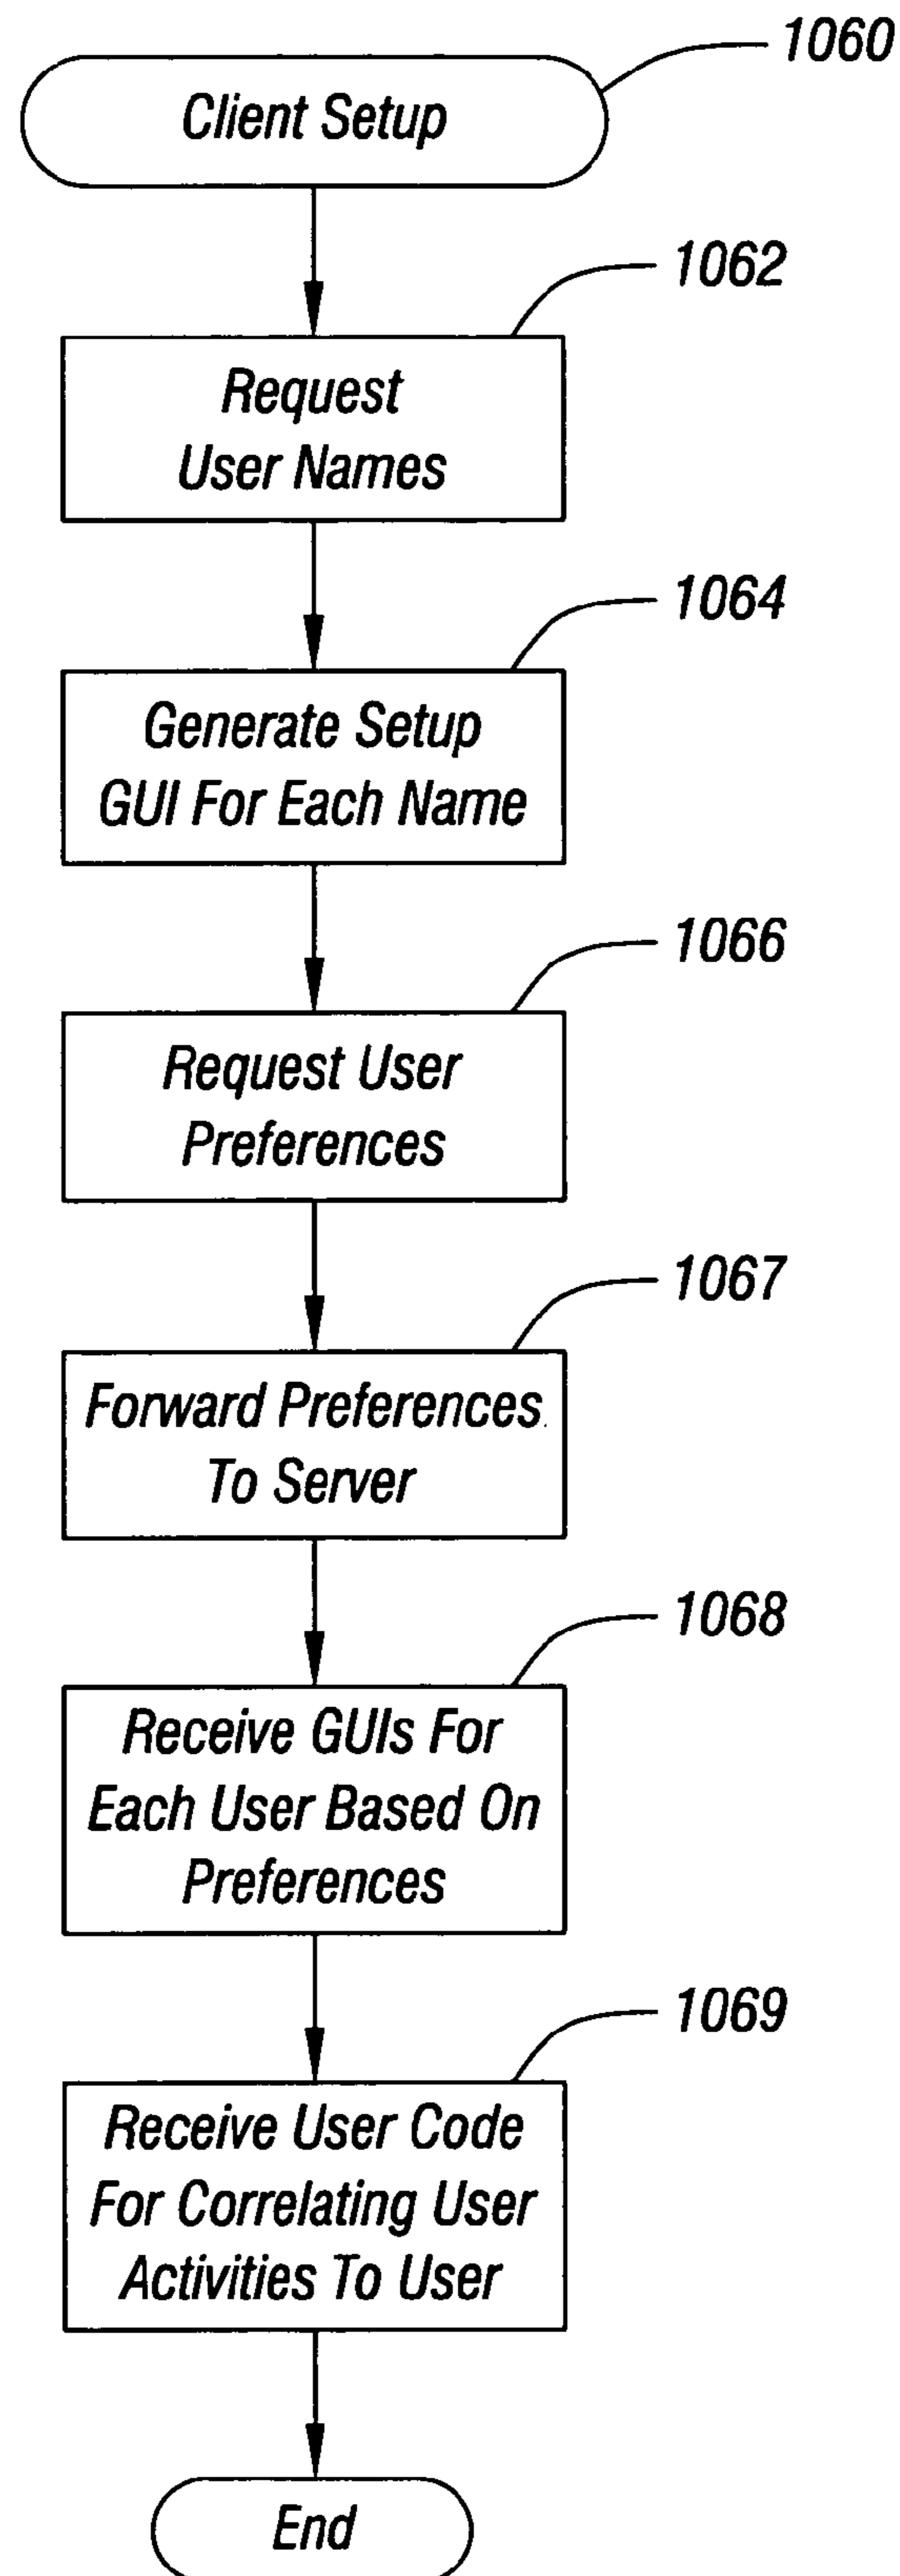 1060
Client Setup
1062
Request
User Names
1064
Generate Setup
GUI For Each Name
1066
Request User
Preferences
1067
Forward Preferences
To Server
1068
Receive GUIs For
Each User Based On
Preferences
1069
Receive User Code
For Correlating User
Activities To User
End